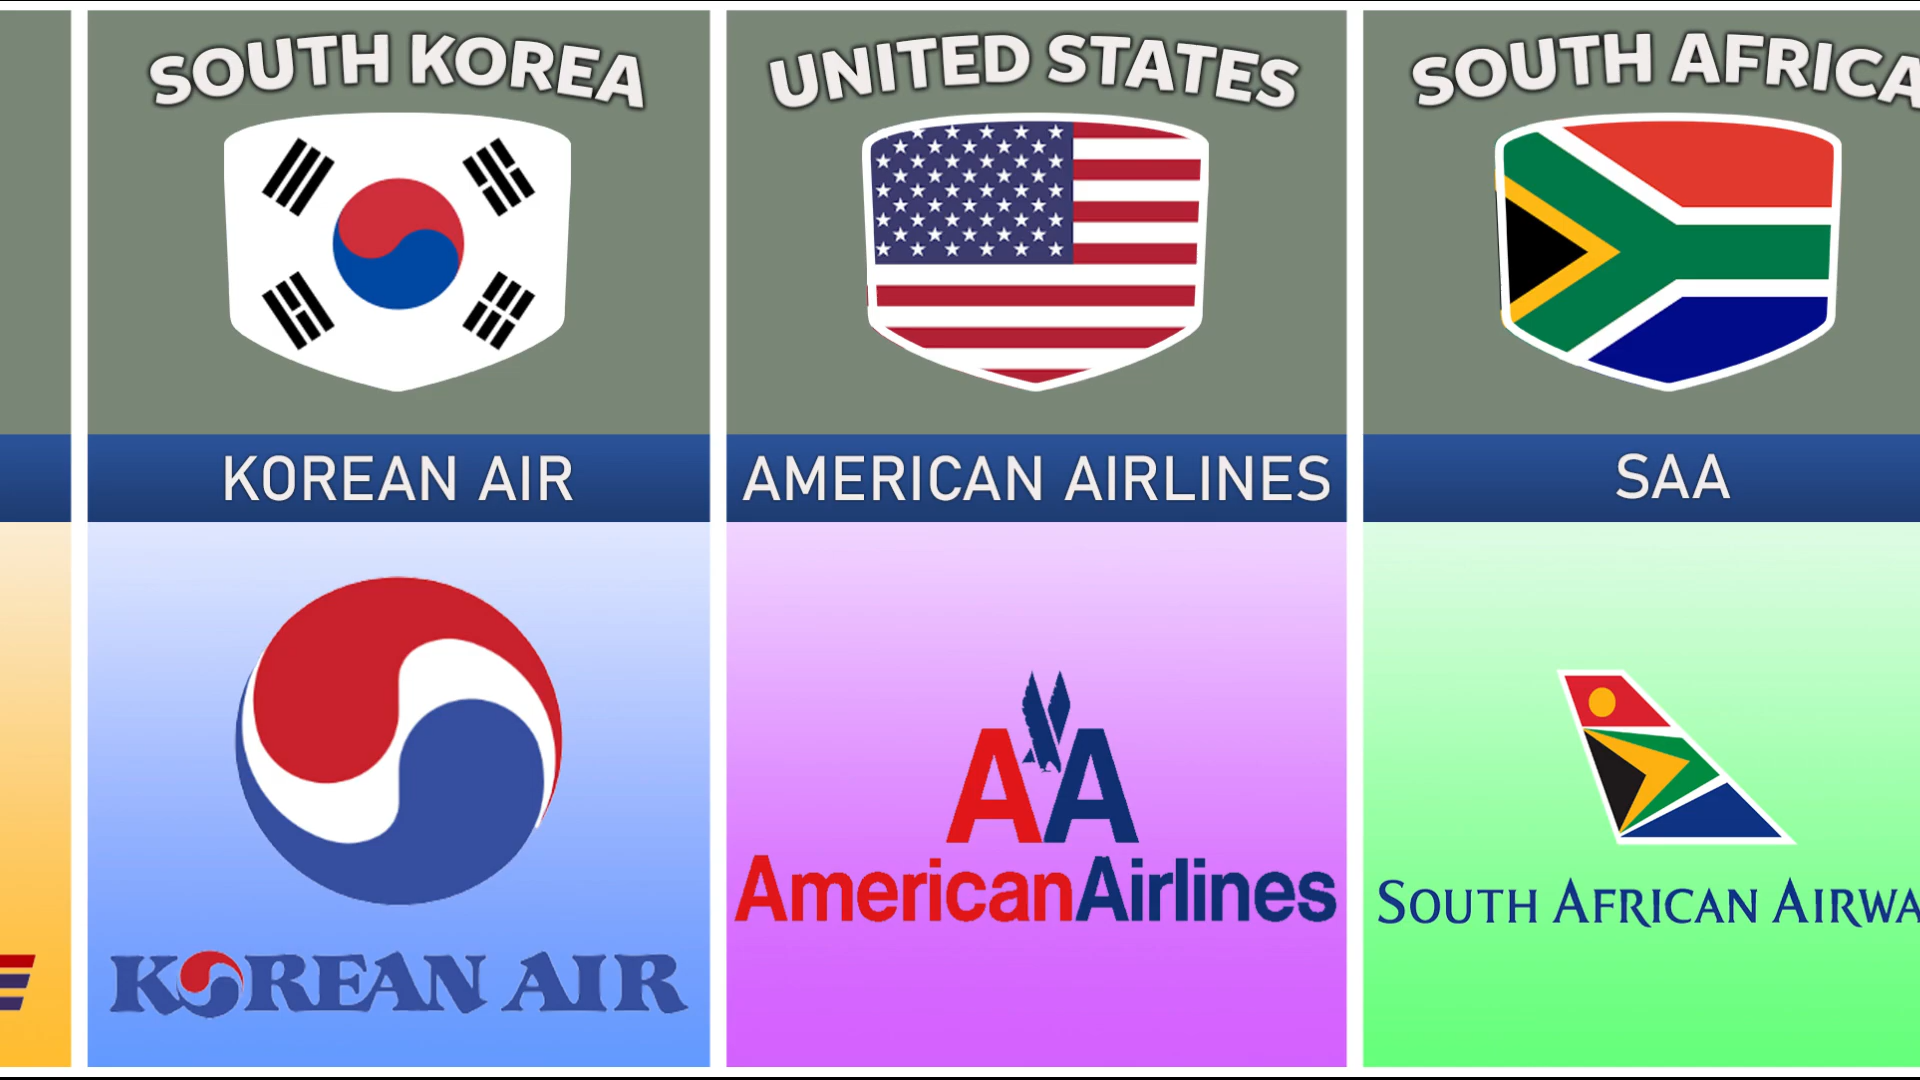 SOUTH KOREA
KOREAN AIR
KOREAN AIR
UNITED STATES
AMERICAN AIRLINES
AA
AmericanAirlines
SOUTH AFRICA
SAA
SOUTH AFRICAN AIRWA
E